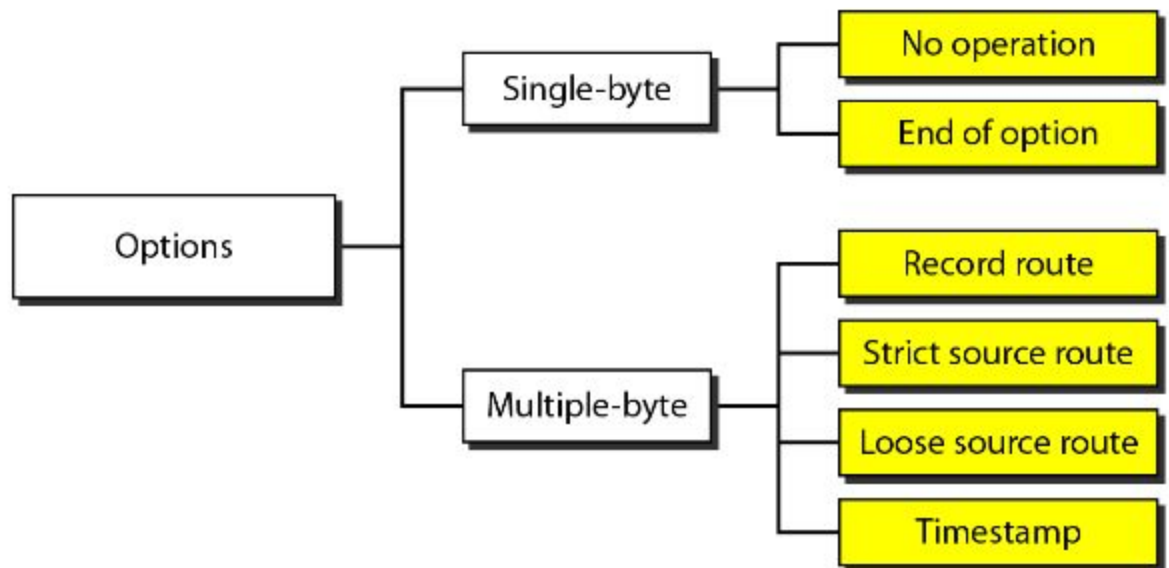 Options
Single-byte
No operation
End of option
Multiple-byte
Record route
Strict source route
Loose source route
Timestamp